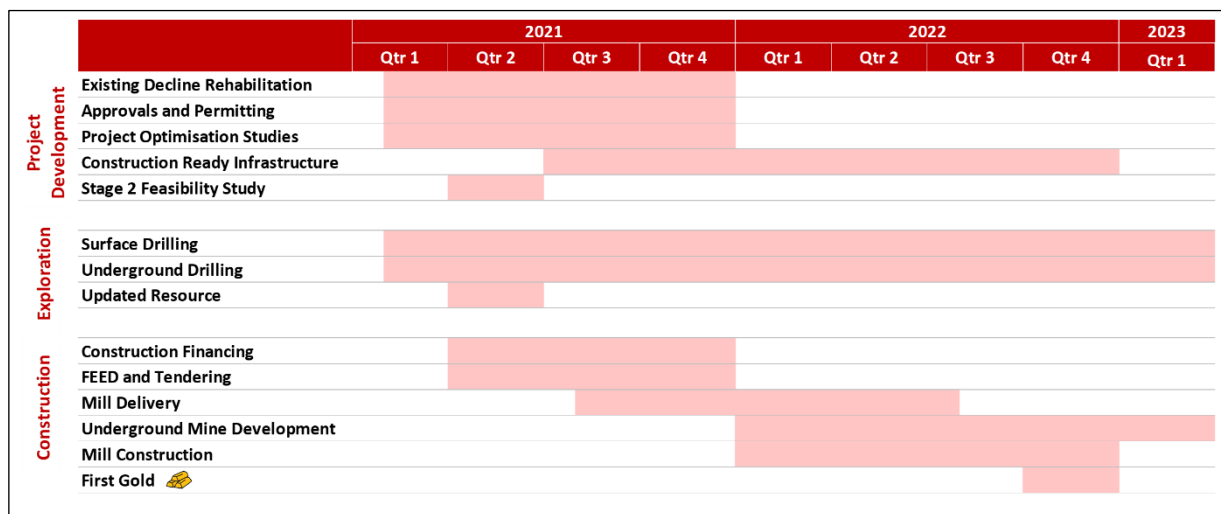 2021 2022 2023
Qtr 1 Qtr 2 Qtr 3 Qtr 4 Qtr 1 Qtr 2 Qtr 3 Qtr 4 Qtr 1
Project
Development
Existing Decline Rehabilitation
Approvals and Permitting
Project Optimisation Studies
Construction Ready Infrastructure
Stage 2 Feasibility Study
Exploration
Surface Drilling
Underground Drilling
Updated Resource
Construction
Construction Financing
FEED and Tendering
Mill Delivery
Underground Mine Development
Mill Construction
First Gold